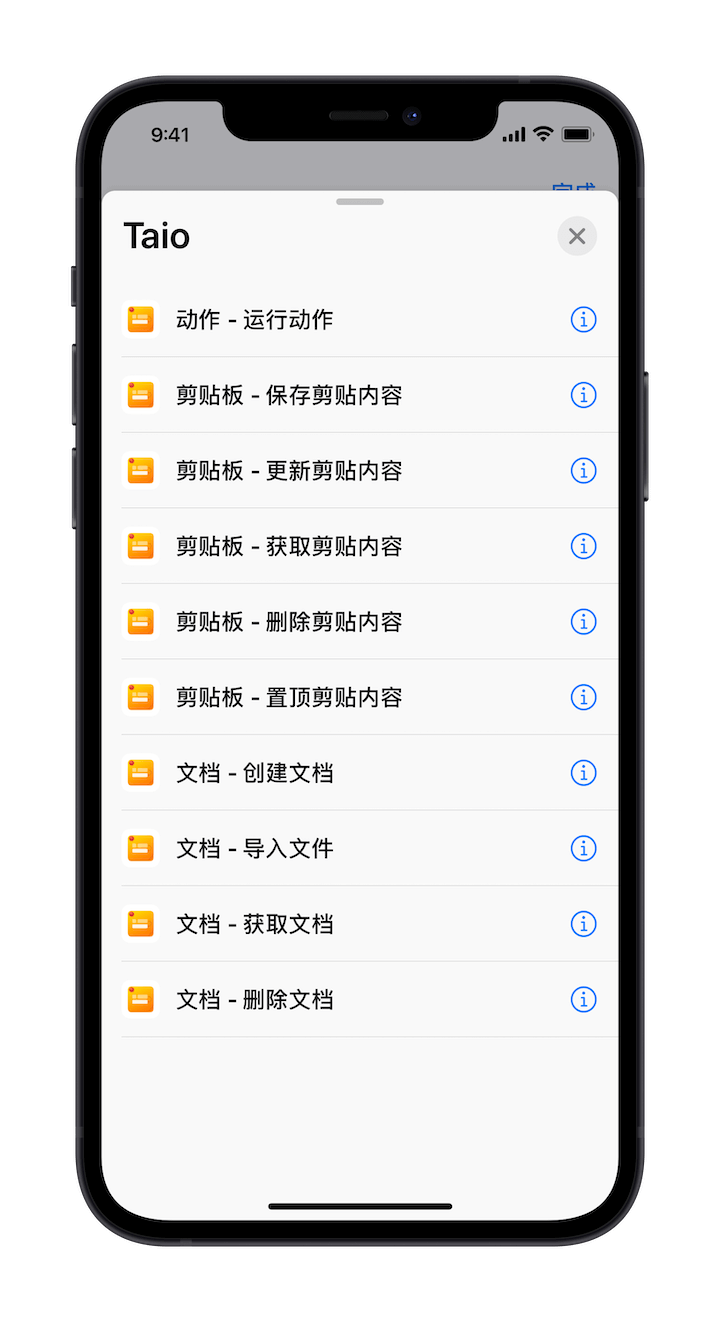 9:41
Taio
动作 - 运行动作
剪贴板 - 保存剪贴内容
剪贴板 - 更新剪贴内容
剪贴板 - 获取剪贴内容
剪贴板 - 删除剪贴内容
剪贴板 - 置顶剪贴内容
文档 - 创建文档
文档 - 导入文件
文档 - 获取文档
文档 - 删除文档